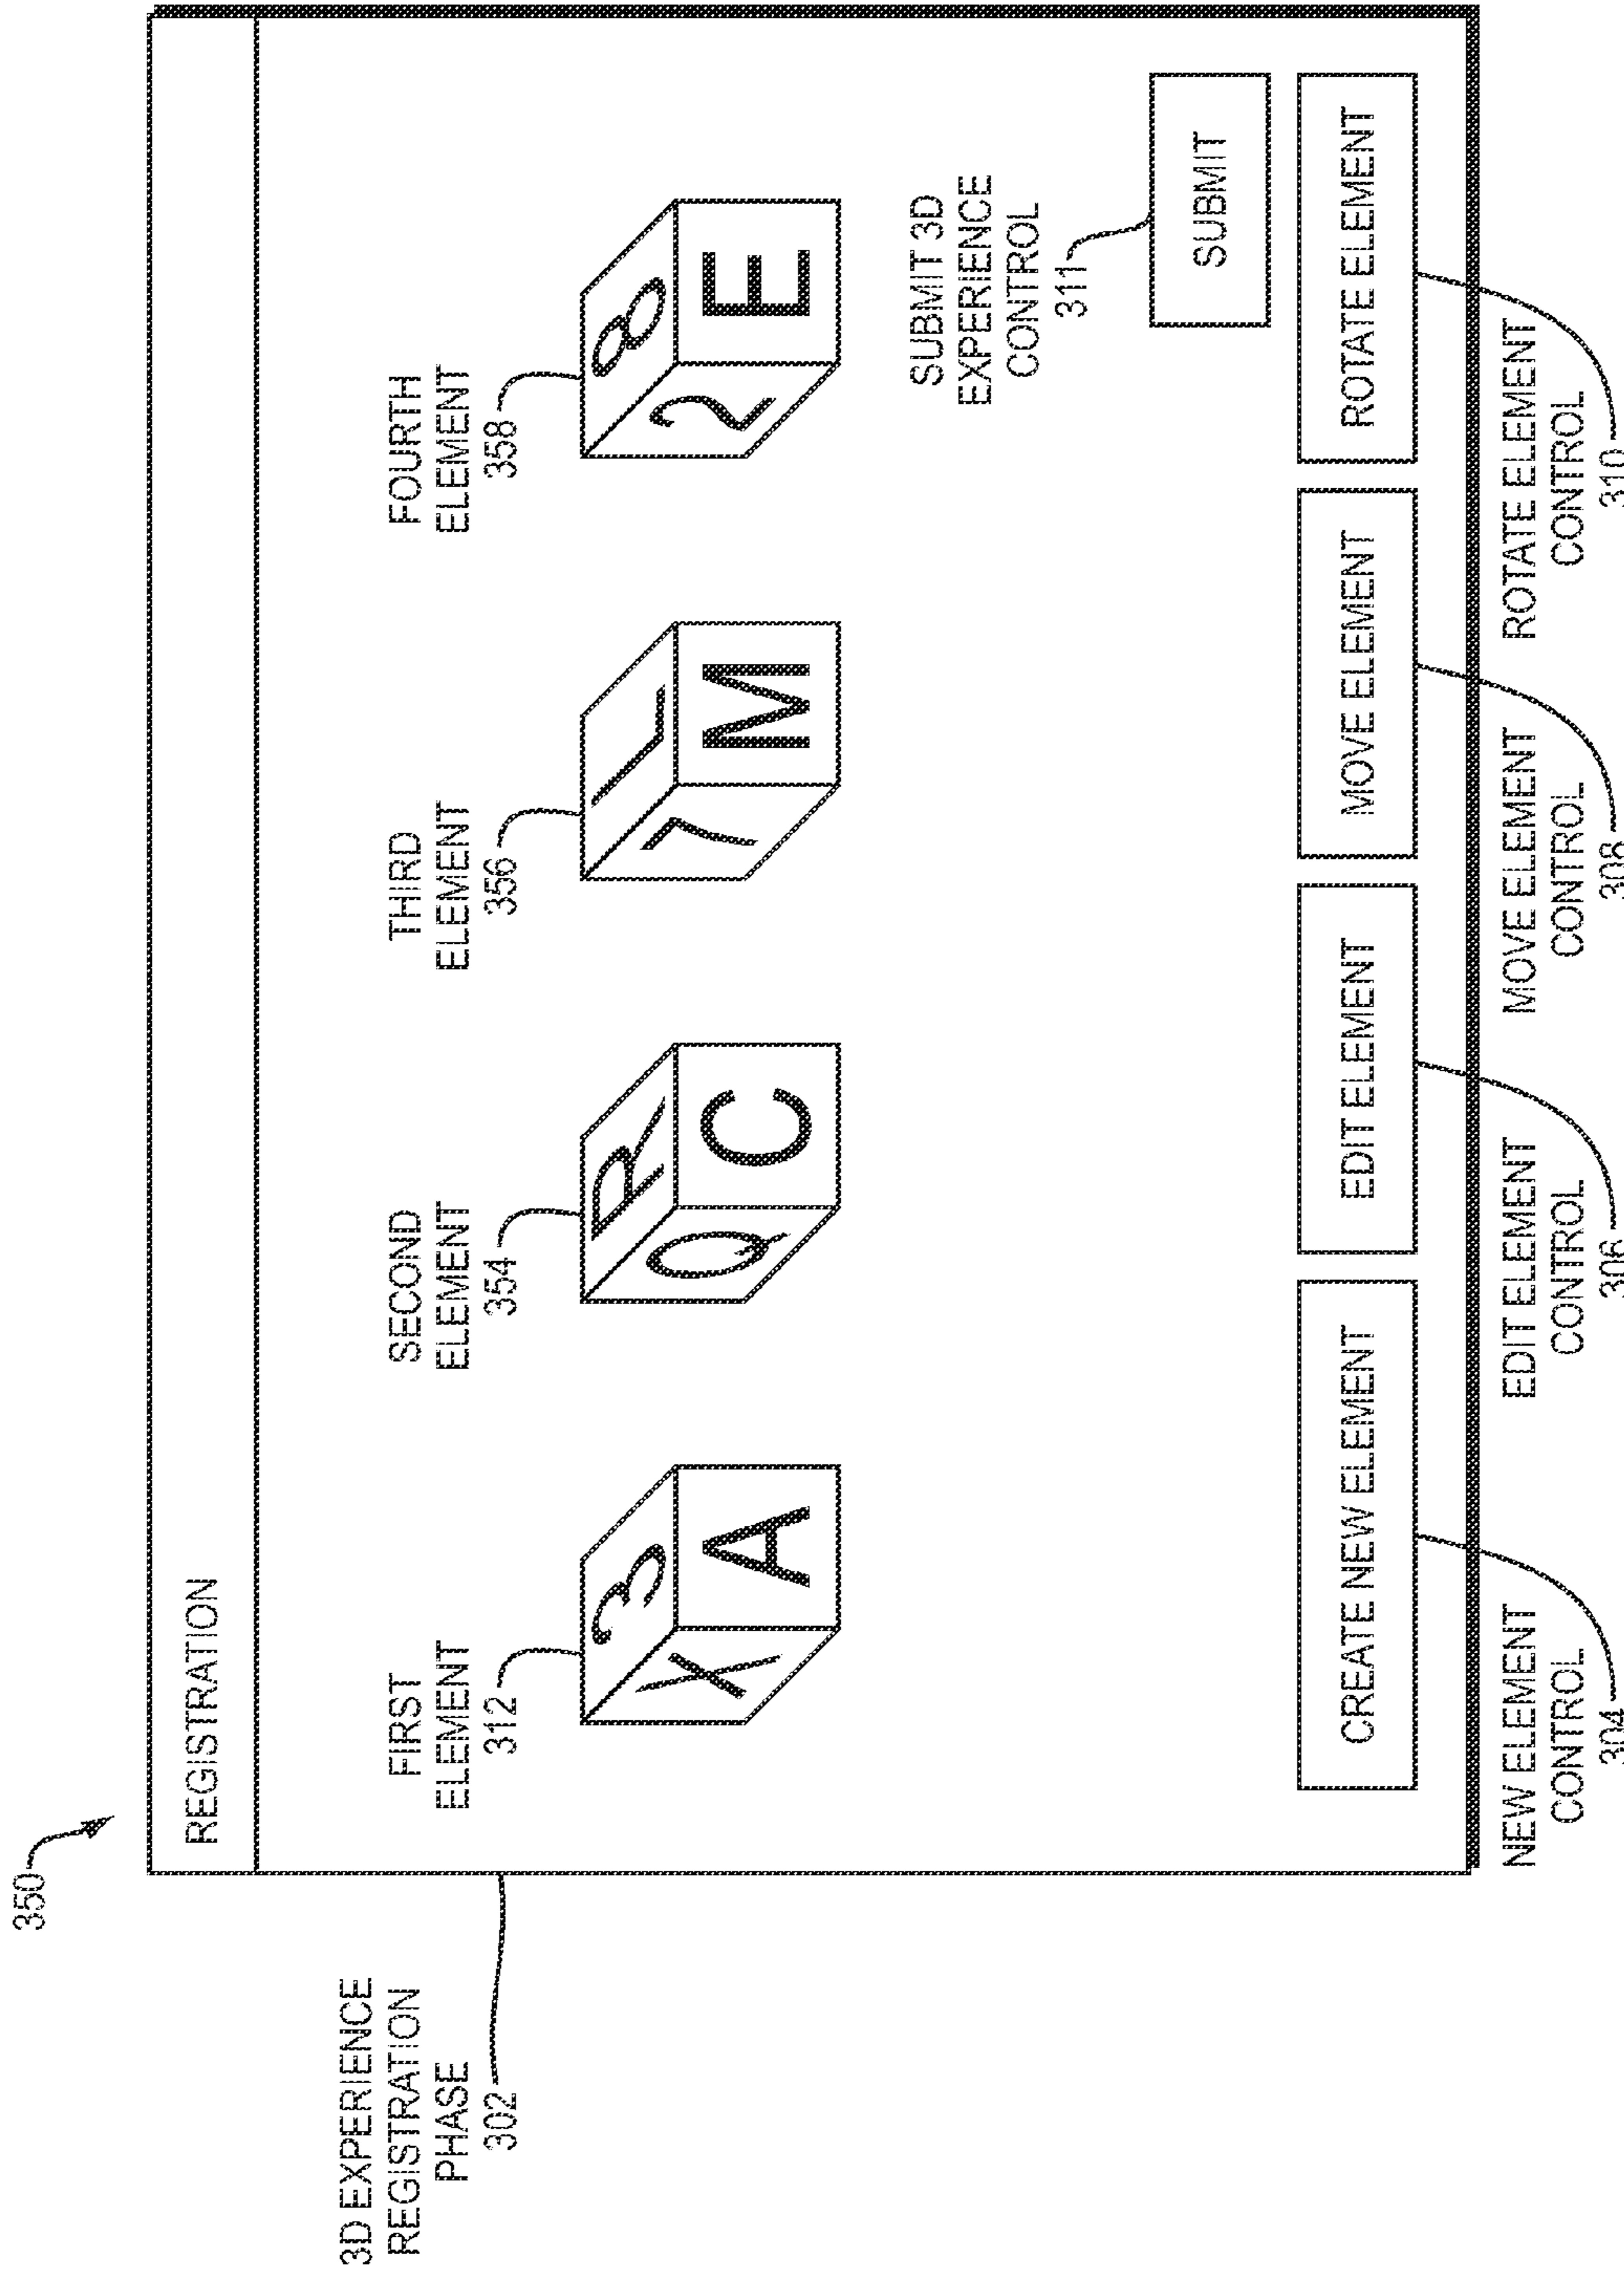 350
REGISTRATION
3D EXPERIENCE
REGISTRATION
PHASE
302
FIRST
ELEMENT
312
SECOND
ELEMENT
354
THIRD
ELEMENT
356
FOURTH
ELEMENT
358
X 3 A
Q R C
7 L M
2 8 E
SUBMIT 3D
EXPERIENCE
CONTROL
311
SUBMIT
CREATE NEW ELEMENT
EDIT ELEMENT
MOVE ELEMENT
ROTATE ELEMENT
NEW ELEMENT
CONTROL
304
EDIT ELEMENT
CONTROL
306
MOVE ELEMENT
CONTROL
308
ROTATE ELEMENT
CONTROL
310